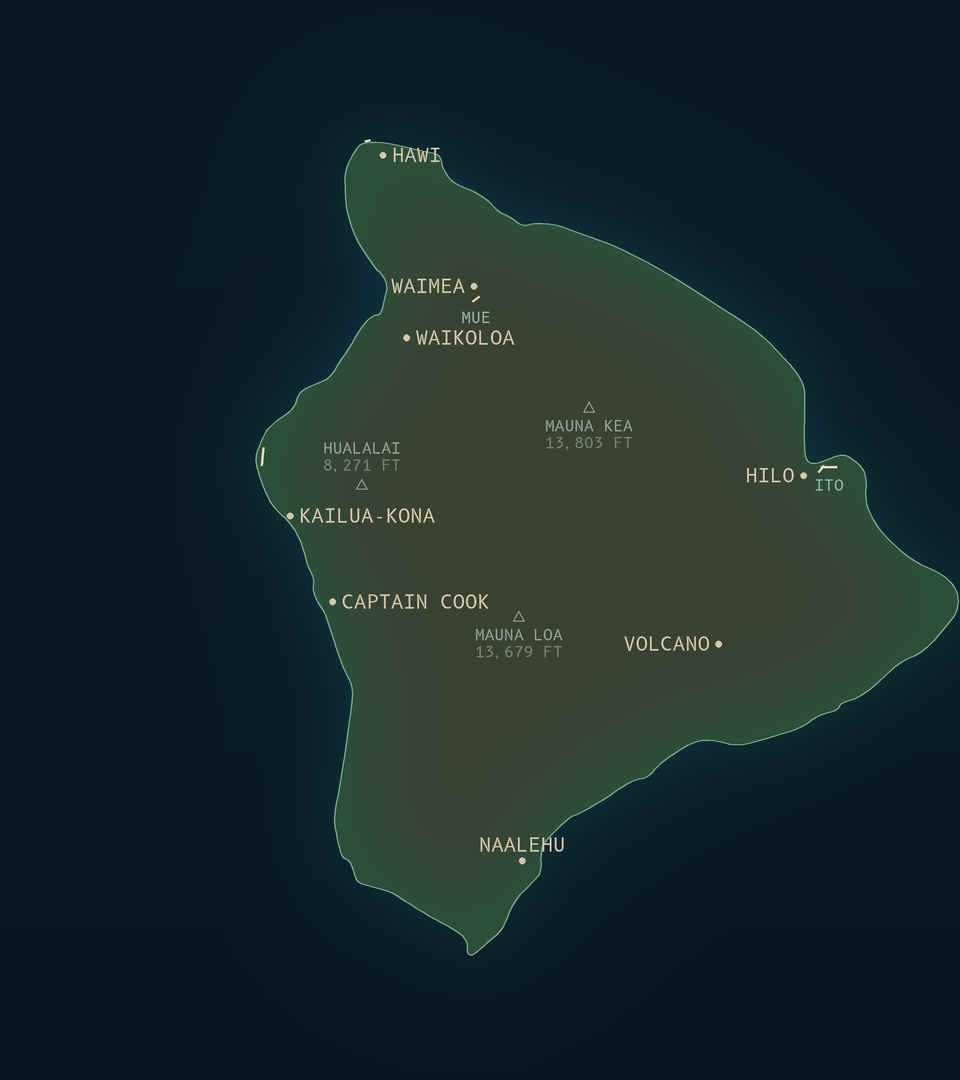 HAWI
WAIMEA
MUE
WAIKOLOA
MAUNA KEA
13,803 FT
HUALALAI
8,271 FT
HILO
ITO
KAILUA-KONA
CAPTAIN COOK
MAUNA LOA
13,679 FT
VOLCANO
NAALEHU